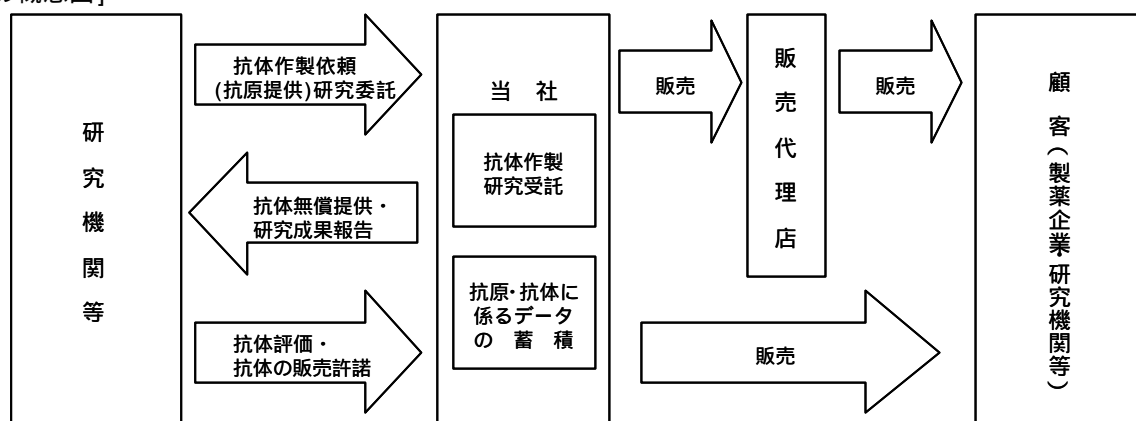 の概念図]
研究機関等
抗体作製依頼
(抗原提供)研究委託
抗体無償提供・
研究成果報告
抗体評価・
抗体の販売許諾
当 社
抗体作製
研究受託
抗原・抗体に
係るデータ
の 蓄 積
販売
販売代理店
販売
販売
顧客(製薬企業・研究機関等)